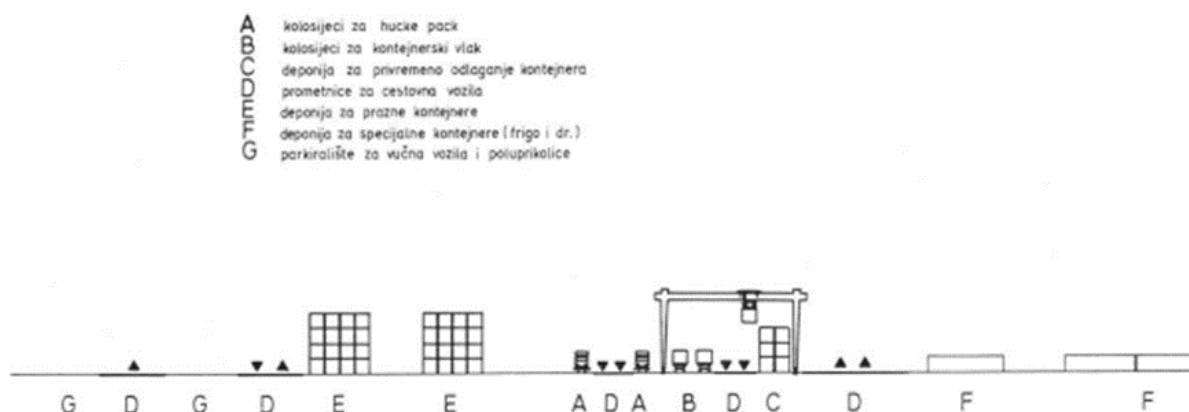 A kolosijeci za hucke pack
B kolosijeci za kontejnerski vlak
C deponija za privremeno odlaganje kontejnera
D prometnice za cestovna vozila
E deponija za prazne kontejnere
F deponija za specijalne kontejnere (frigo i dr.)
G parkiralište za vučna vozila i poluprikolice
G D G D E E A D A B D C D F F